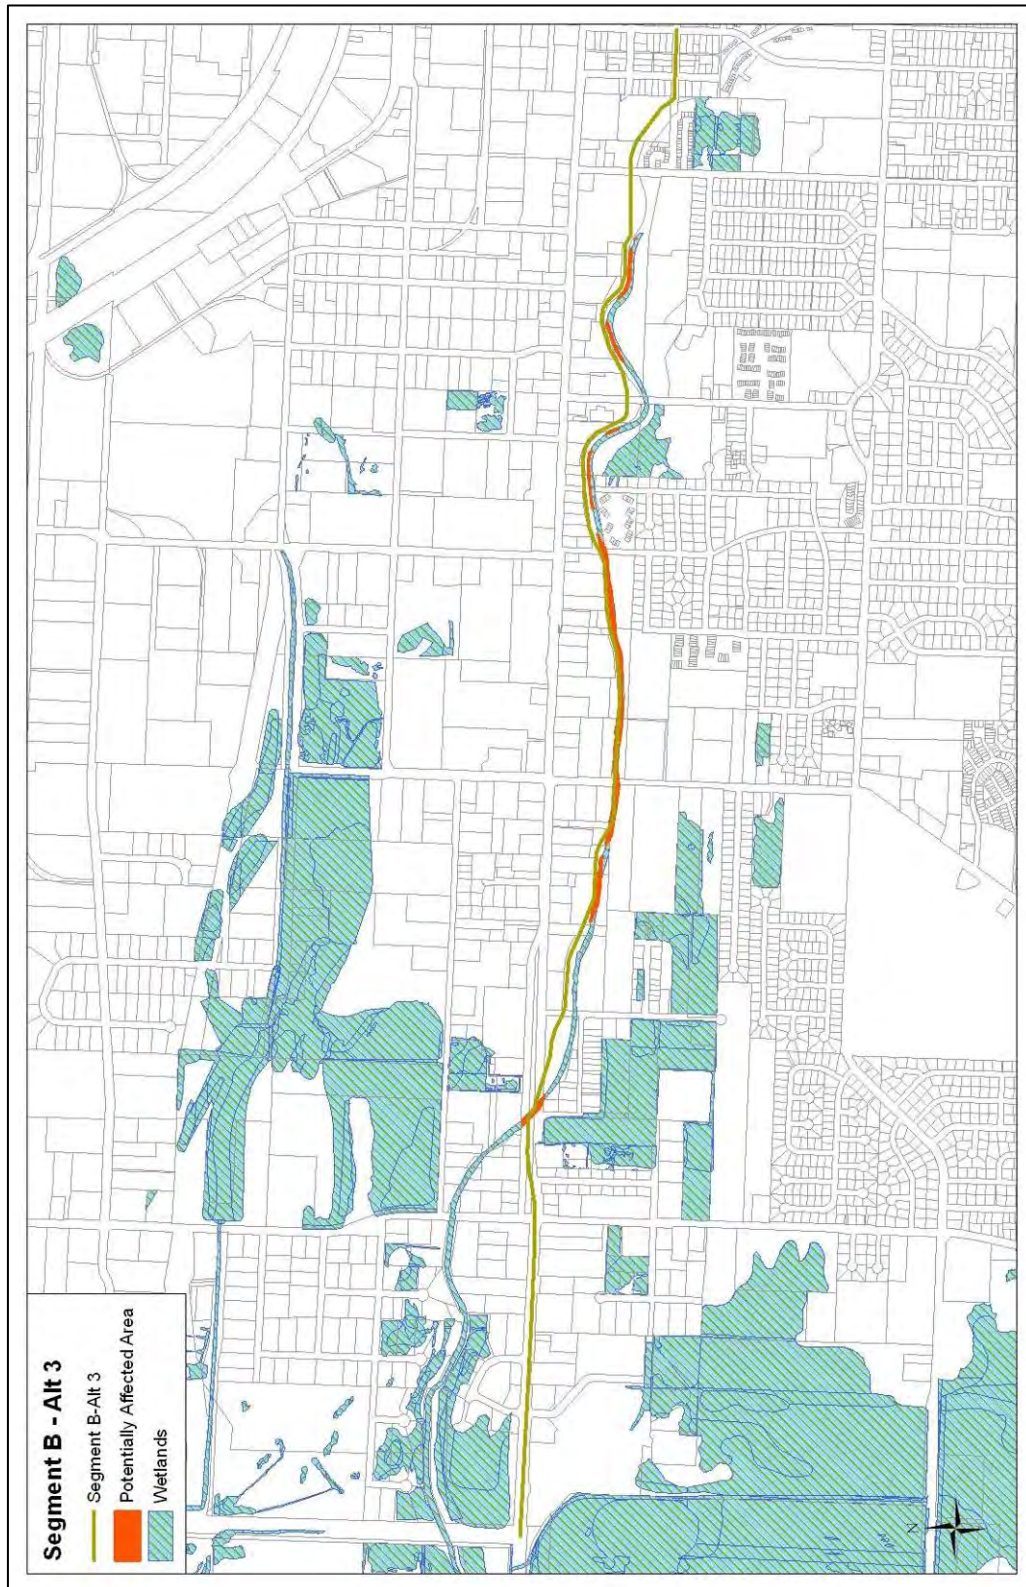 Segment B - Alt 3
Segment B-Alt 3
Potentially Affected Area
Wetlands
N